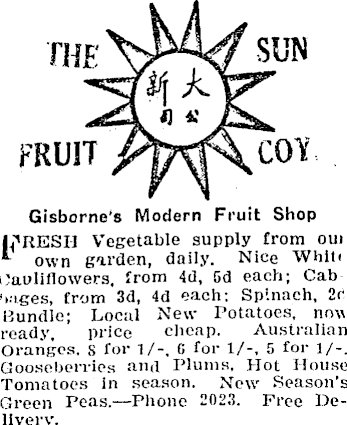 THE SUN
新大
司公
FRUIT COY.
Gisborne's Modern Fruit Shop
FRESH Vegetable supply from our
own garden, daily. Nice White
Cauliflowers, from 4d, 5d each; Cab-
bages, from 3d, 4d each; Spinach, 2d
Bundle; Local New Potatoes, now
ready, price cheap. Australian
Oranges, 8 for 1/-, 6 for 1/-, 5 for 1/-.
Gooseberries and Plums, Hot House
Tomatoes in season. New Season's
Green Peas.—Phone 2023. Free De-
livery.